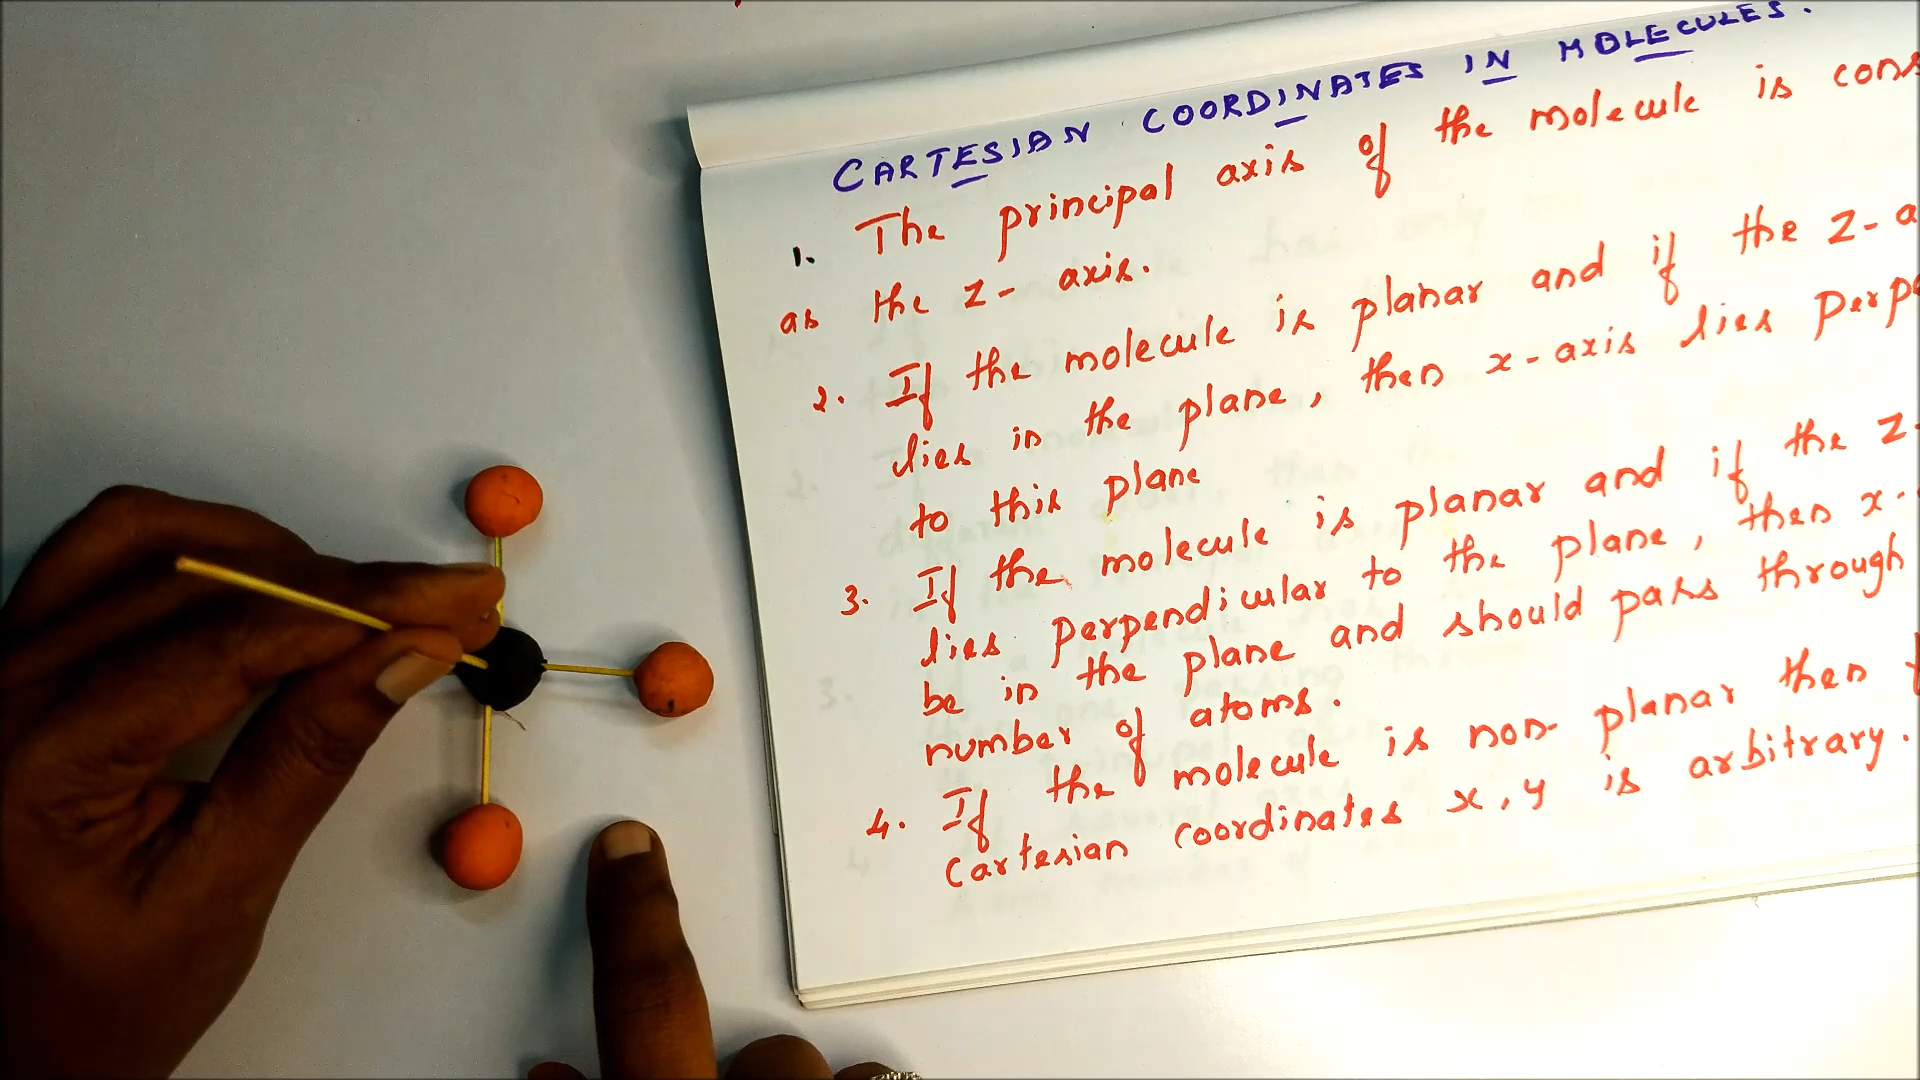 CARTESIAN COORDINATES IN MOLECULES.
1. The principal axis of the molecule is cons
as the z- axis.
2. If the molecule is planar and if the z-a
lies in the plane, then x-axis lies perpe
to this plane
3. If the molecule is planar and if the z-
lies perpendicular to the plane, then x-
be in the plane and should pass through
number of atoms.
4. If the molecule is non-planar then
Cartesian coordinates x, y is arbitrary.